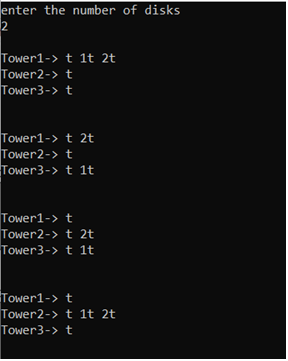 enter the number of disks
2
Tower1-> t 1t 2t
Tower2-> t
Tower3-> t
Tower1-> t 2t
Tower2-> t
Tower3-> t 1t
Tower1-> t
Tower2-> t 2t
Tower3-> t 1t
Tower1-> t
Tower2-> t 1t 2t
Tower3-> t